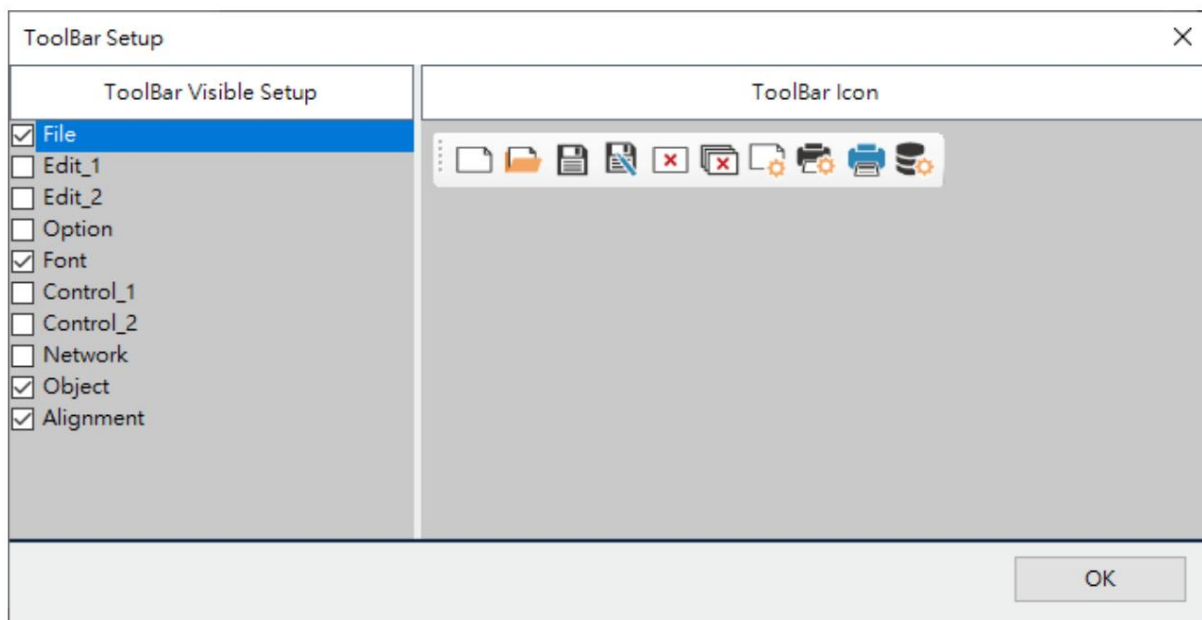 ToolBar Setup
ToolBar Visible Setup
ToolBar Icon
File
Edit_1
Edit_2
Option
Font
Control_1
Control_2
Network
Object
Alignment
OK